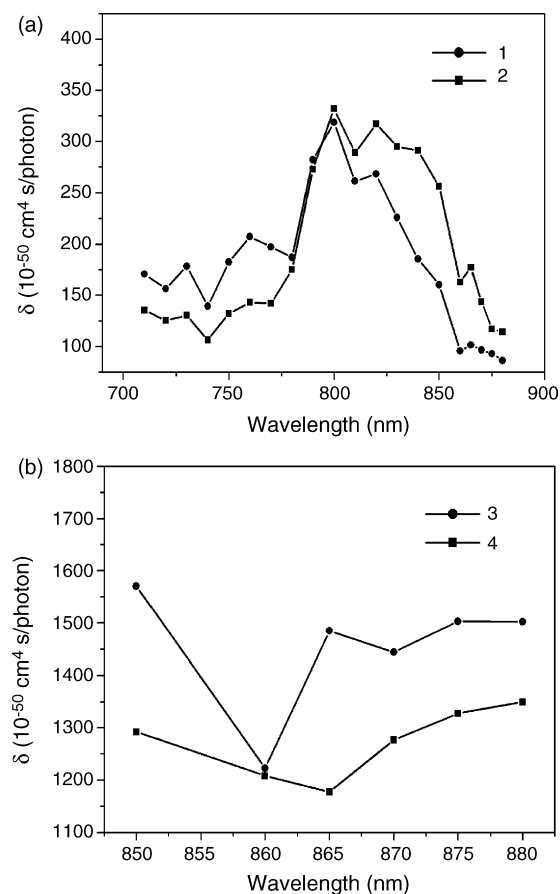 (a)
400
350
300
250
200
150
100
δ (10⁻⁵⁰ cm⁴ s/photon)
1
2
700 750 800 850 900
Wavelength (nm)
(b)
1800
1700
1600
1500
1400
1300
1200
1100
δ (10⁻⁵⁰ cm⁴ s/photon)
3
4
850 855 860 865 870 875 880
Wavelength (nm)